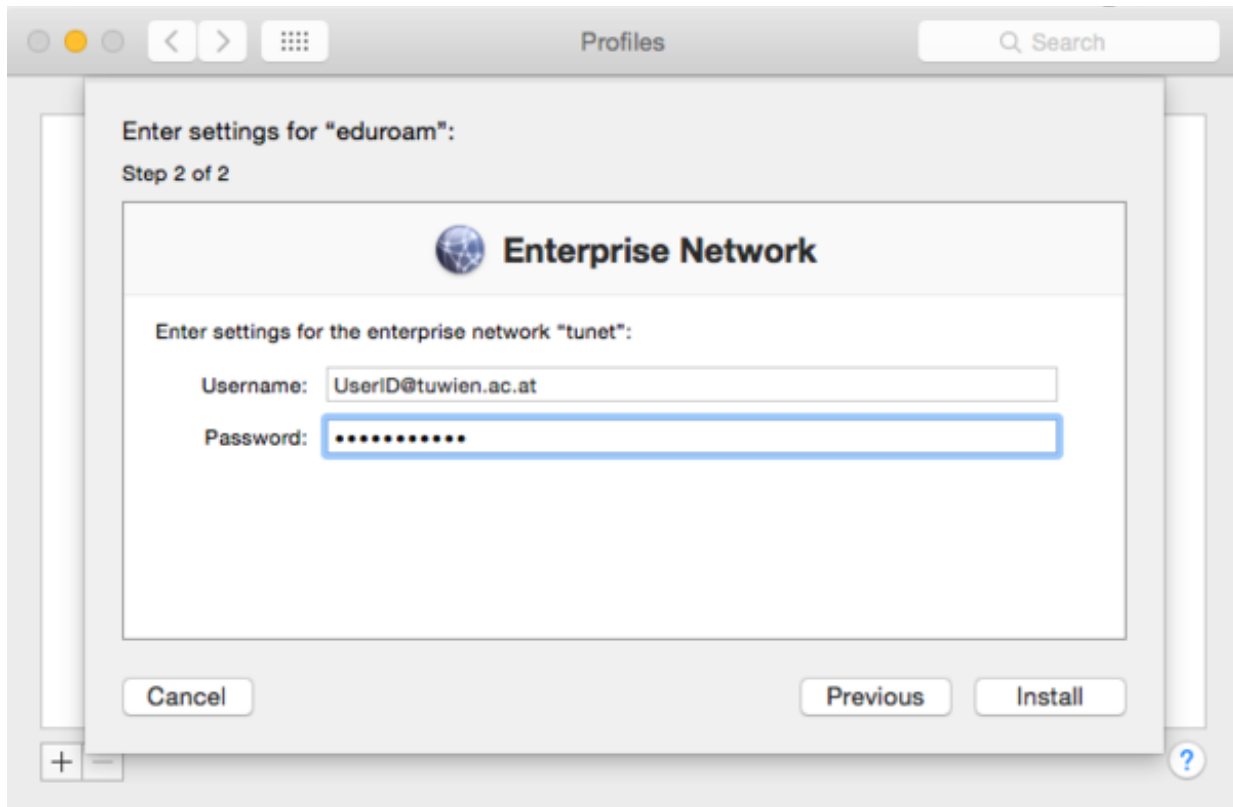 Profiles
Search
Enter settings for “eduroam”:
Step 2 of 2
Enterprise Network
Enter settings for the enterprise network “tunet”:
Username: UserID@tuwien.ac.at
Password: •••••••••••
Cancel
Previous
Install
+
−
?